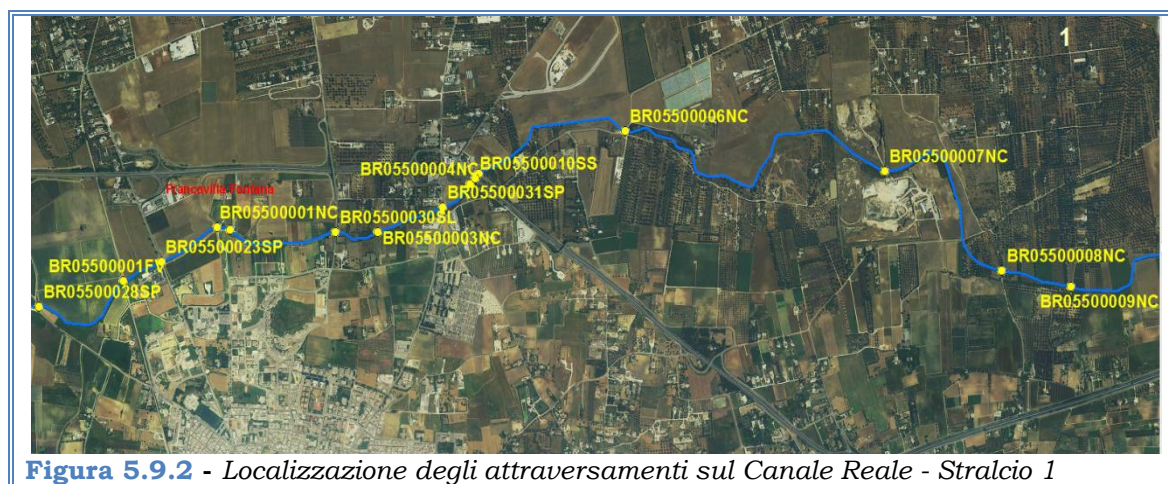 1
BR05500006NC
BR05500004NC
BR05500010SS
BR05500007NC
Francavilla Fontana
BR05500031SP
BR05500001NC
BR05500030SL
BR05500003NC
BR05500023SP
BR05500001FV
BR05500008NC
BR05500028SP
BR05500009NC
Figura 5.9.2 - Localizzazione degli attraversamenti sul Canale Reale - Stralcio 1